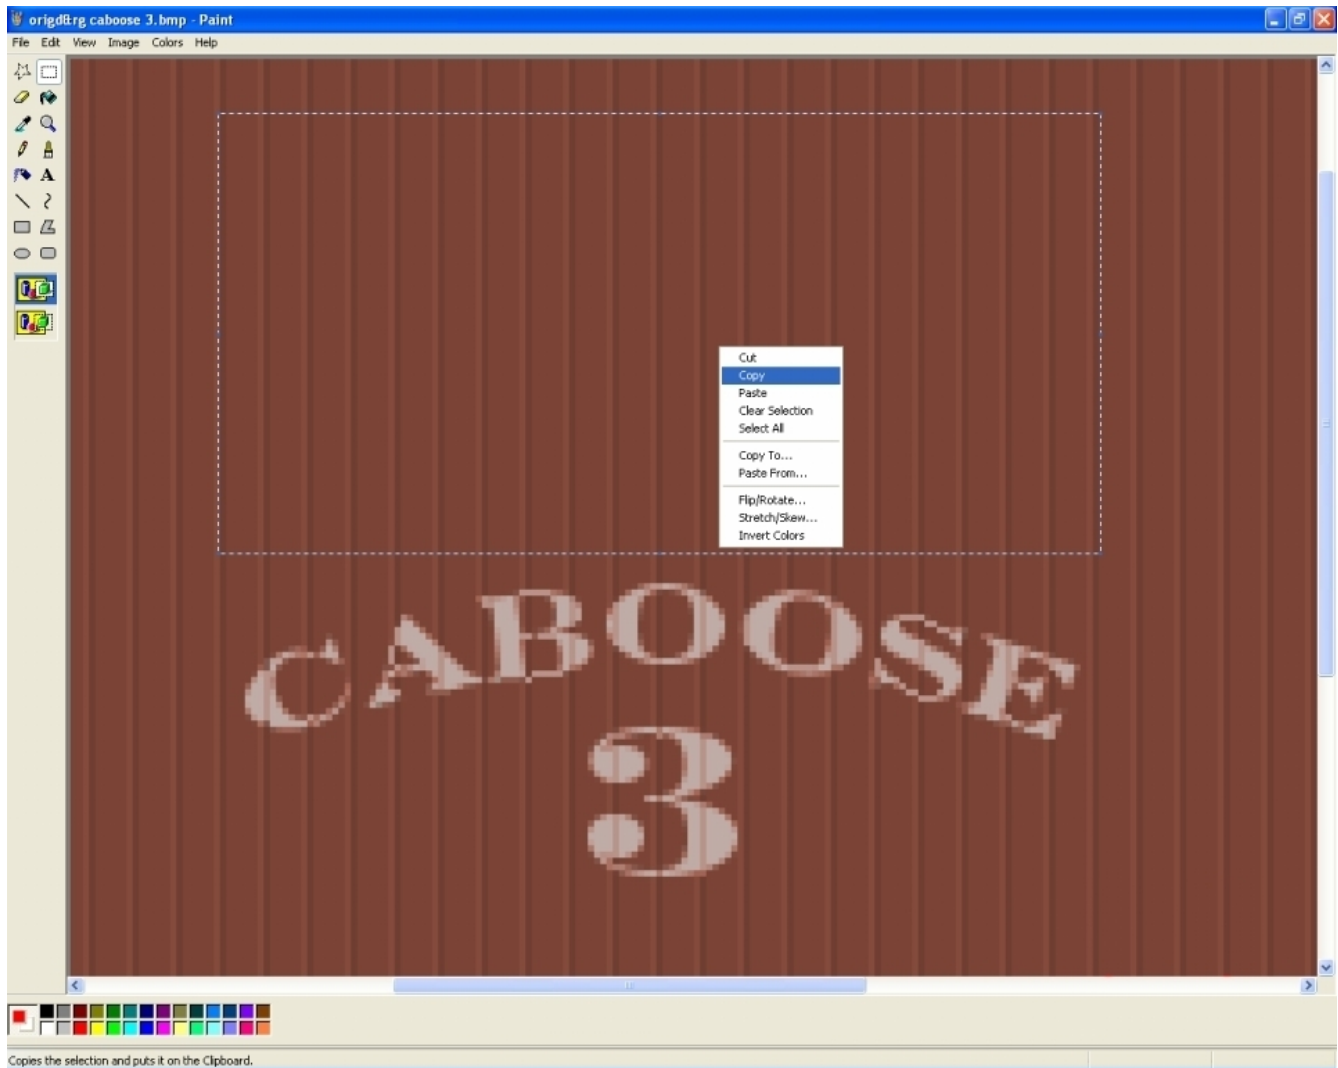 origd&rg caboose 3.bmp - Paint
File Edit View Image Colors Help
A
Cut
Copy
Paste
Clear Selection
Select All
Copy To...
Paste From...
Flip/Rotate...
Stretch/Skew...
Invert Colors
CABOOSE
3
Copies the selection and puts it on the Clipboard.